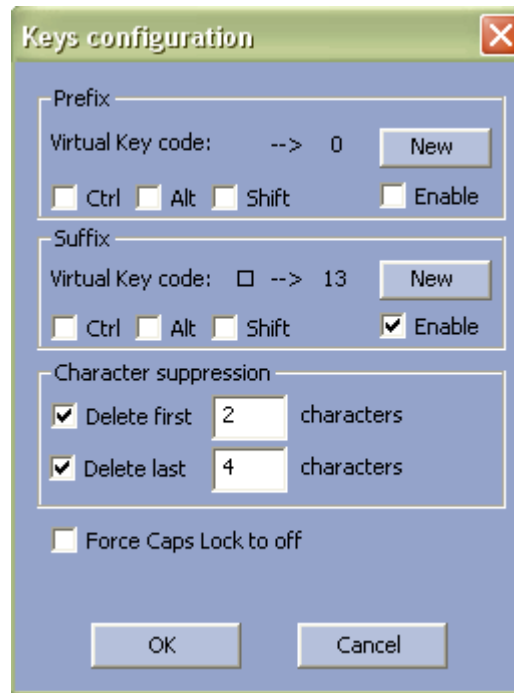 Keys configuration
Prefix
Virtual Key code: --> 0 New
Ctrl Alt Shift Enable
Suffix
Virtual Key code: □ --> 13 New
Ctrl Alt Shift Enable
Character suppression
Delete first 2 characters
Delete last 4 characters
Force Caps Lock to off
OK Cancel